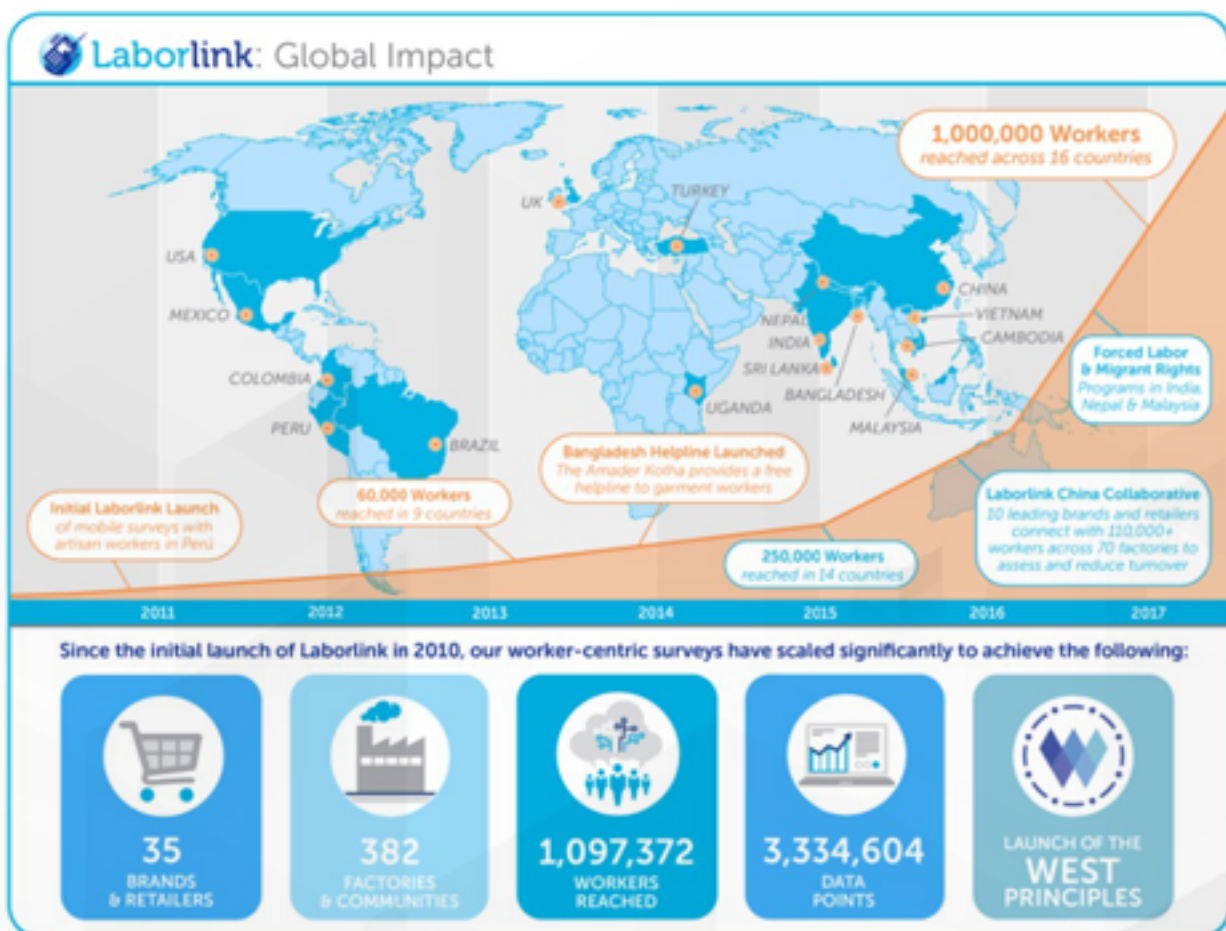 Laborlink: Global Impact
1,000,000 Workers
reached across 16 countries
UK
TURKEY
USA
MEXICO
COLOMBIA
PERU
BRAZIL
NEPAL
INDIA
SRI LANKA
BANGLADESH
UGANDA
MALAYSIA
CHINA
VIETNAM
CAMBODIA
Forced Labor
& Migrant Rights
Programs in India,
Nepal & Malaysia
Bangladesh Helpline Launched
The Amader Kotha provides a free
helpline to garment workers
60,000 Workers
reached in 9 countries
Initial Laborlink Launch
of mobile surveys with
artisan workers in Perú
250,000 Workers
reached in 14 countries
Laborlink China Collaborative
10 leading brands and retailers
connect with 110,000+
workers across 70 factories to
assess and reduce turnover
2011 2012 2013 2014 2015 2016 2017
Since the initial launch of Laborlink in 2010, our worker-centric surveys have scaled significantly to achieve the following:
35
BRANDS
& RETAILERS
382
FACTORIES
& COMMUNITIES
1,097,372
WORKERS
REACHED
3,334,604
DATA
POINTS
LAUNCH OF THE
WEST
PRINCIPLES